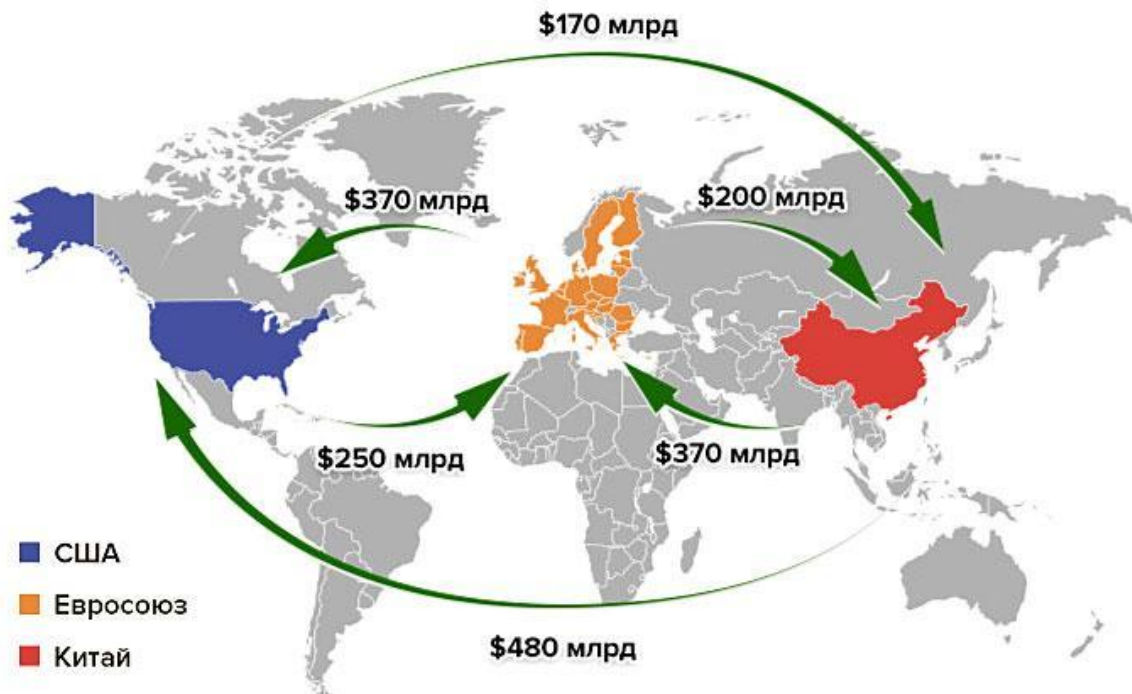 $170 млрд
$370 млрд
$200 млрд
$250 млрд
$370 млрд
США
Евросоюз
Китай
$480 млрд